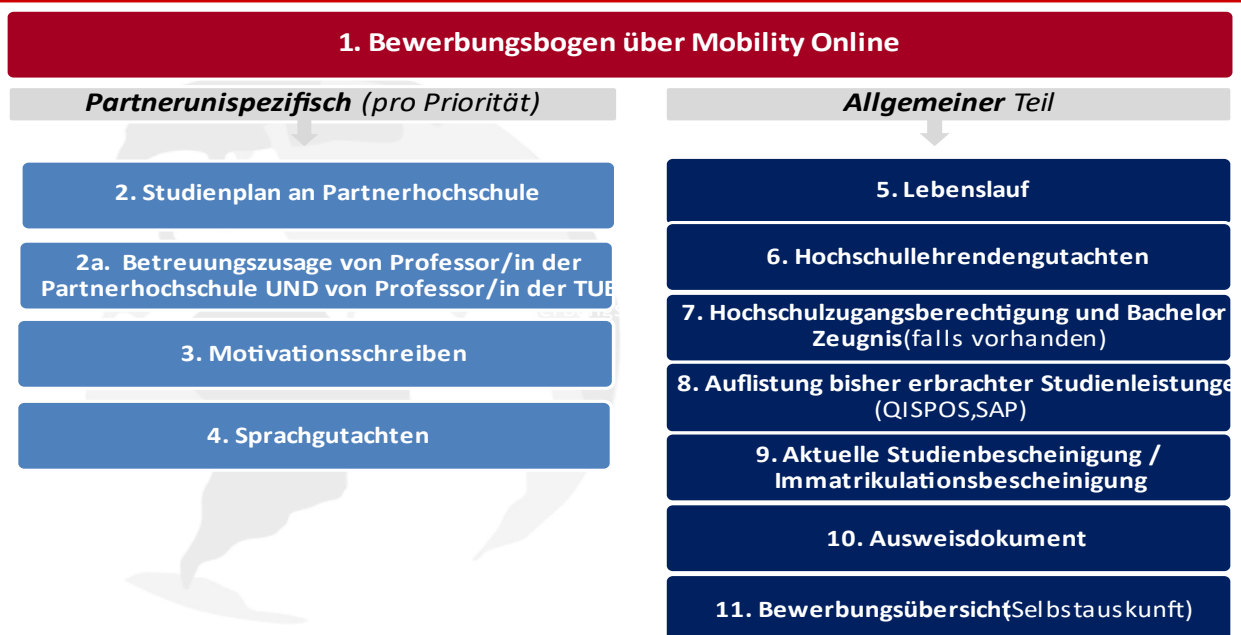 1. Bewerbungsbogen über Mobility Online
Partnerunispezifisch (pro Priorität)
2. Studienplan an Partnerhochschule
2a. Betreuungszusage von Professor/in der
Partnerhochschule UND von Professor/in der TUB
3. Motivationsschreiben
4. Sprachgutachten
Allgemeiner Teil
5. Lebenslauf
6. Hochschullehrendengutachten
7. Hochschulzugangsberechtigung und Bachelor-
Zeugnis(falls vorhanden)
8. Auflistung bisher erbrachter Studienleistunge
(QISPOS,SAP)
9. Aktuelle Studienbescheinigung /
Immatrikulationsbescheinigung
10. Ausweisdokument
11. Bewerbungsübersicht(Selbstauskunft)